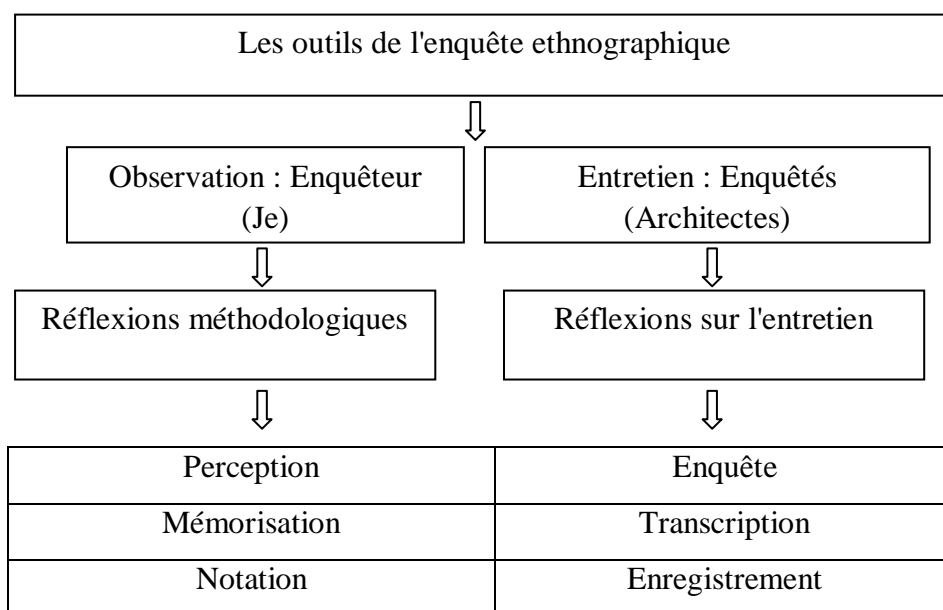 Les outils de l'enquête ethnographique
Observation : Enquêteur
(Je)
Entretien : Enquêtés
(Architectes)
Réflexions méthodologiques
Réflexions sur l'entretien
Perception
Enquête
Mémorisation
Transcription
Notation
Enregistrement